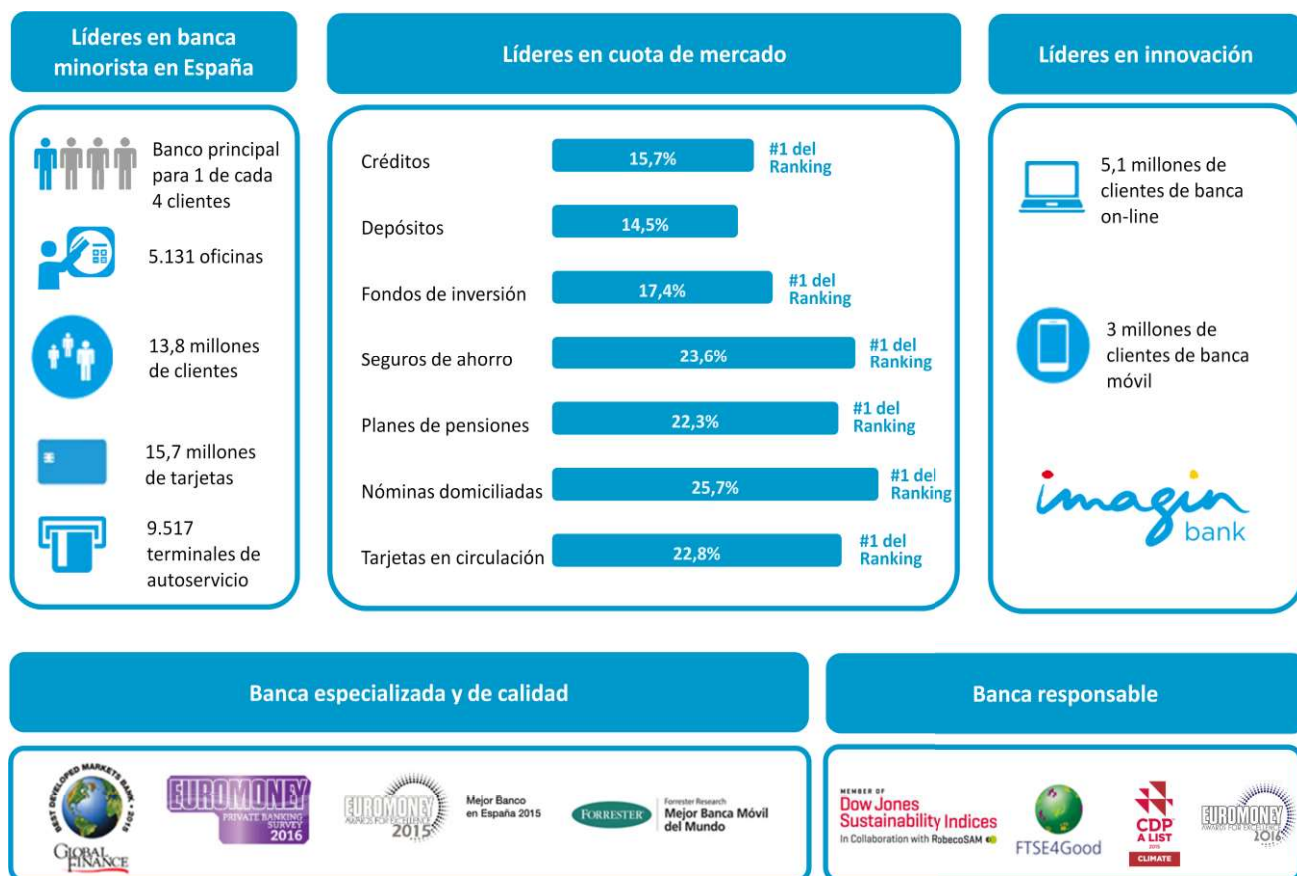 Líderes en banca
minorista en España
Banco principal
para 1 de cada
4 clientes
5.131 oficinas
13,8 millones
de clientes
15,7 millones
de tarjetas
9.517
terminales de
autoservicio
Líderes en cuota de mercado
Créditos
15,7%
#1 del
Ranking
Depósitos
14,5%
Fondos de inversión
17,4%
#1 del
Ranking
Seguros de ahorro
23,6%
#1 del
Ranking
Planes de pensiones
22,3%
#1 del
Ranking
Nóminas domiciliadas
25,7%
#1 del
Ranking
Tarjetas en circulación
22,8%
#1 del
Ranking
Líderes en innovación
5,1 millones de
clientes de banca
on-line
3 millones de
clientes de banca
móvil
imagin
bank
Banca especializada y de calidad
BEST DEVELOPED MARKETS BANK • 2015
GLOBAL
FINANCE
EUROMONEY
PRIVATE BANKING
SURVEY
2016
EUROMONEY
AWARDS FOR EXCELLENCE
2015
Mejor Banco
en España 2015
FORRESTER
Forrester Research
Mejor Banca Móvil
del Mundo
Banca responsable
MEMBER OF
Dow Jones
Sustainability Indices
In Collaboration with RobecoSAM
FTSE4Good
CDP
A LIST
2015
CLIMATE
EUROMONEY
AWARDS FOR EXCELLENCE
2016